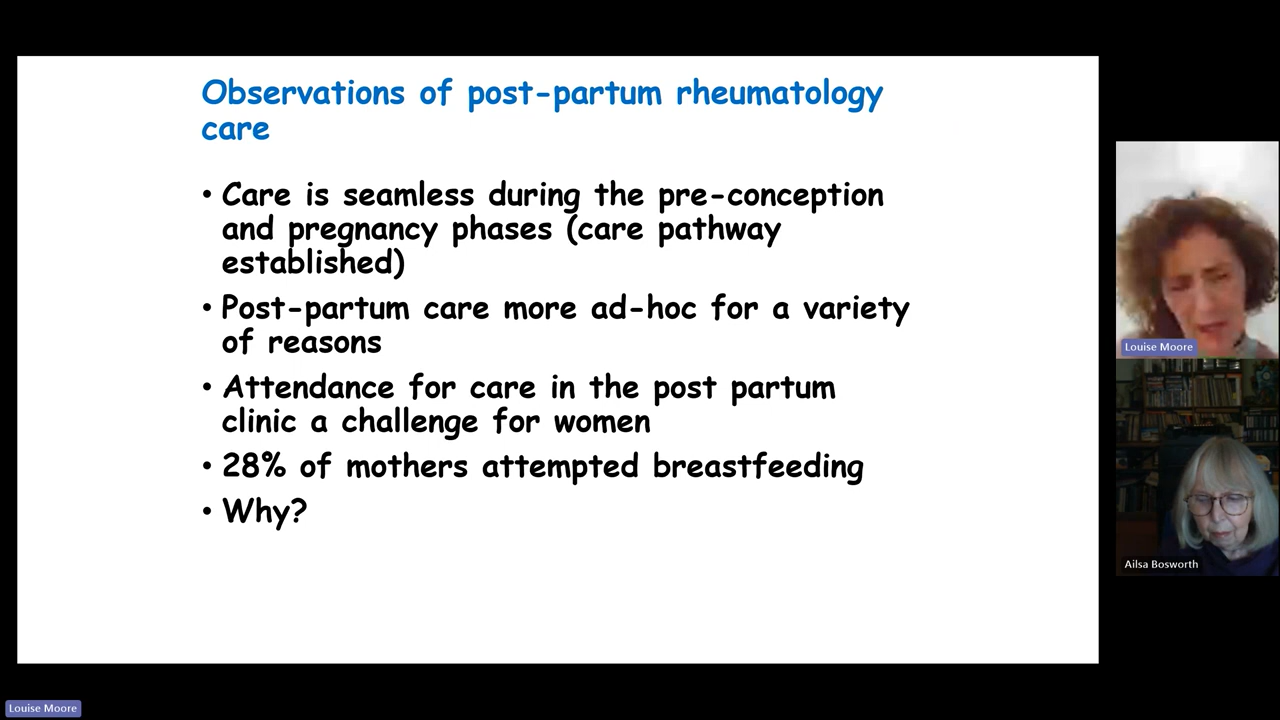 Observations of post-partum rheumatology
care
• Care is seamless during the pre-conception
and pregnancy phases (care pathway
established)
• Post-partum care more ad-hoc for a variety
of reasons
• Attendance for care in the post partum
clinic a challenge for women
• 28% of mothers attempted breastfeeding
• Why?
Louise Moore
Ailsa Bosworth
Louise Moore